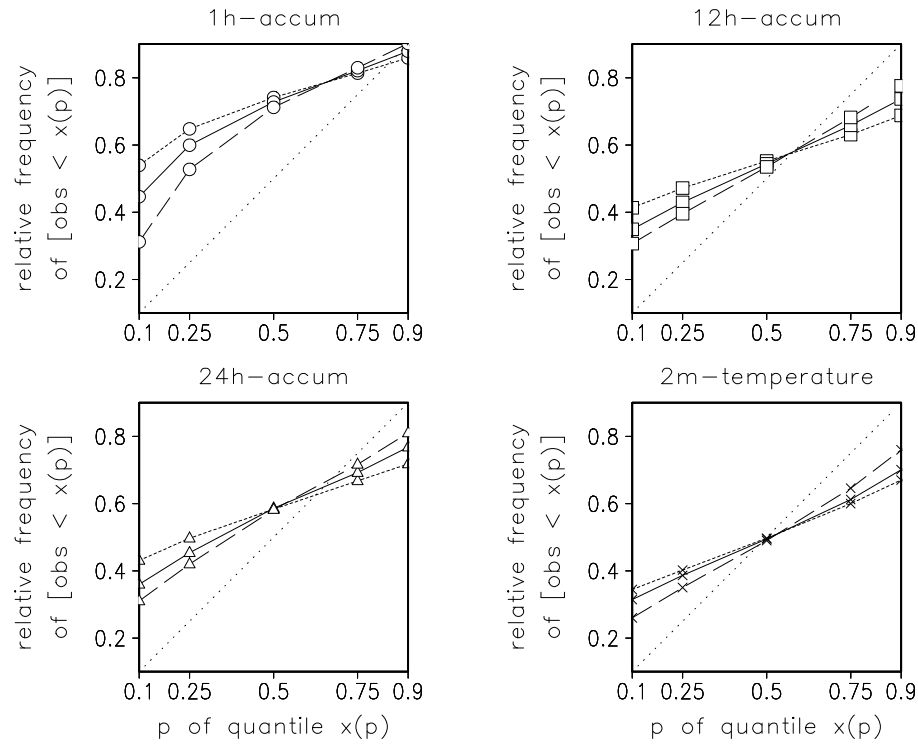 1h-accum
12h-accum
relative frequency
of [obs < x(p)]
0.8
0.6
0.4
0.2
0.1 0.25 0.5 0.75 0.9
relative frequency
of [obs < x(p)]
0.8
0.6
0.4
0.2
0.1 0.25 0.5 0.75 0.9
24h-accum
2m-temperature
relative frequency
of [obs < x(p)]
0.8
0.6
0.4
0.2
0.1 0.25 0.5 0.75 0.9
p of quantile x(p)
relative frequency
of [obs < x(p)]
0.8
0.6
0.4
0.2
0.1 0.25 0.5 0.75 0.9
p of quantile x(p)